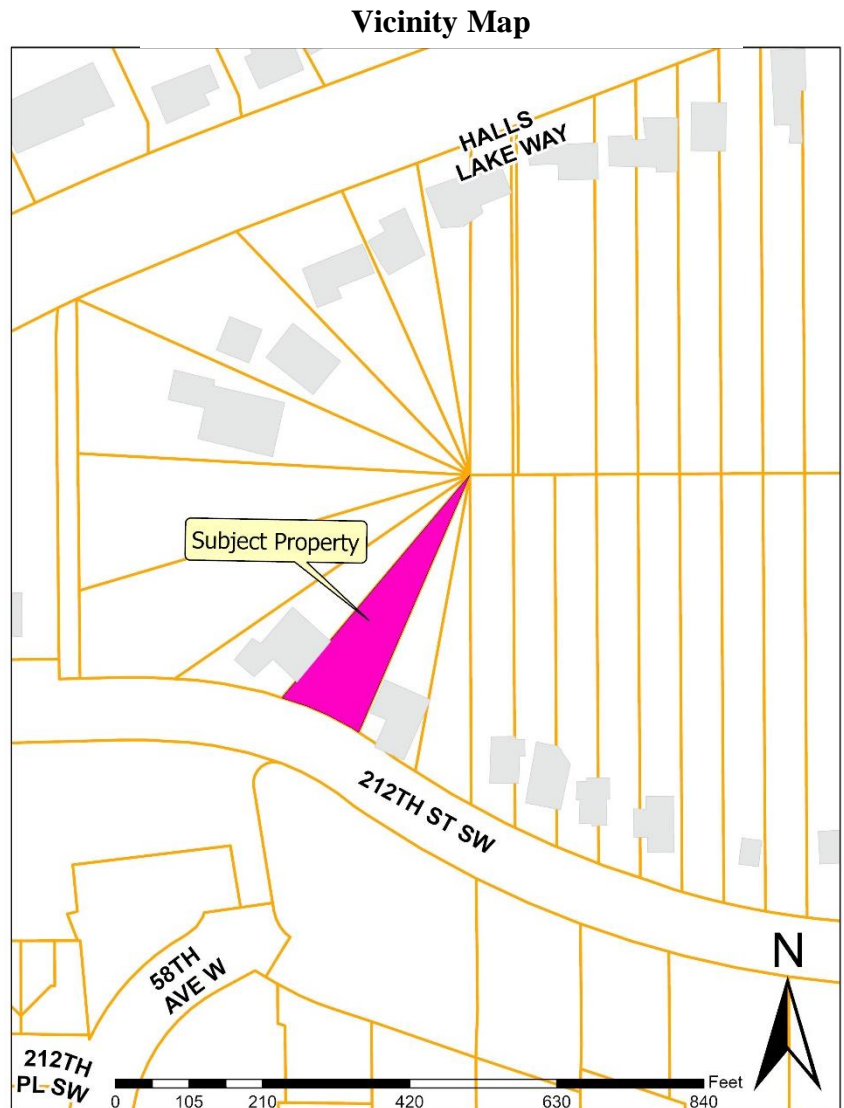 Vicinity Map
HALLS
LAKE WAY
Subject Property
212TH ST SW
N
58TH
AVE W
212TH
PL SW
Feet
0 105 210 420 630 840